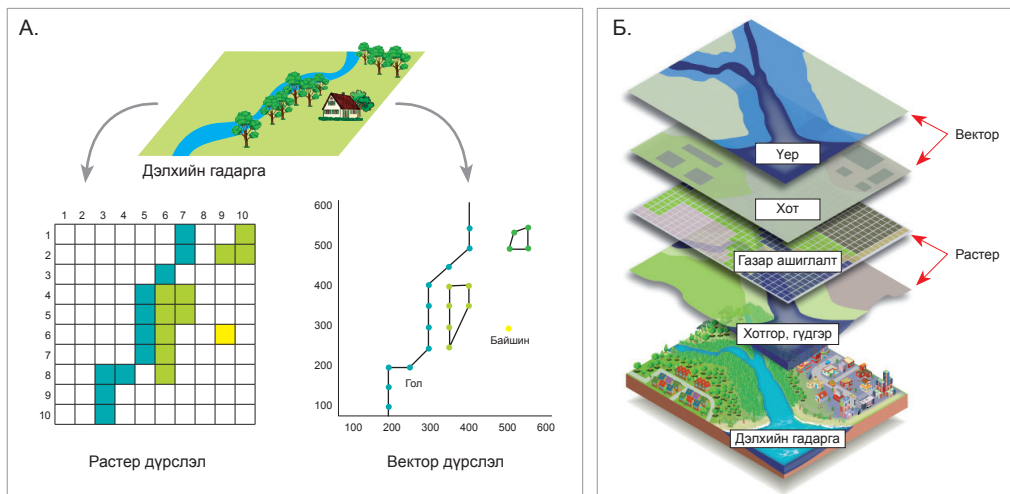 А.
Дэлхийн гадарга
1 2 3 4 5 6 7 8 9 10
1
2
3
4
5
6
7
8
9
10
Растер дүрслэл
600
500
400
300
200
100
100 200 300 400 500 600
Гол
Байшин
Вектор дүрслэл
Б.
Үер
Вектор
Хот
Газар ашиглалт
Растер
Хотгор, гүдгэр
Дэлхийн гадарга